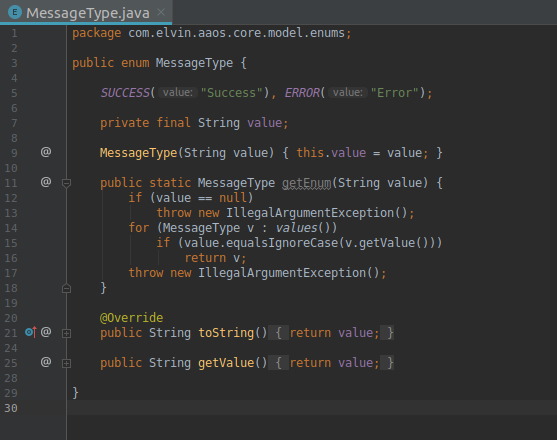 MessageType.java ×
1 package com.elvin.aaos.core.model.enums;
2
3 public enum MessageType {
4
5 SUCCESS( value: "Success"), ERROR( value: "Error");
6
7 private final String value;
8
9 @ MessageType(String value) { this.value = value; }
10
11 @ public static MessageType getEnum(String value) {
12 if (value == null)
13 throw new IllegalArgumentException();
14 for (MessageType v : values())
15 if (value.equalsIgnoreCase(v.getValue()))
16 return v;
17 throw new IllegalArgumentException();
18 }
19
20 @Override
21 @ public String toString() { return value; }
24
25 @ public String getValue() { return value; }
28
29 }
30